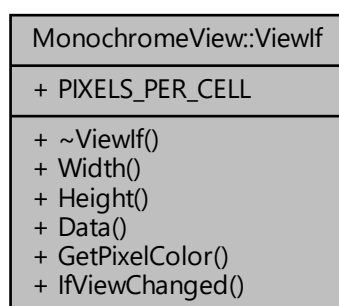 MonochromeView::ViewIf
+ PIXELS_PER_CELL
+ ~ViewIf()
+ Width()
+ Height()
+ Data()
+ GetPixelColor()
+ IfViewChanged()